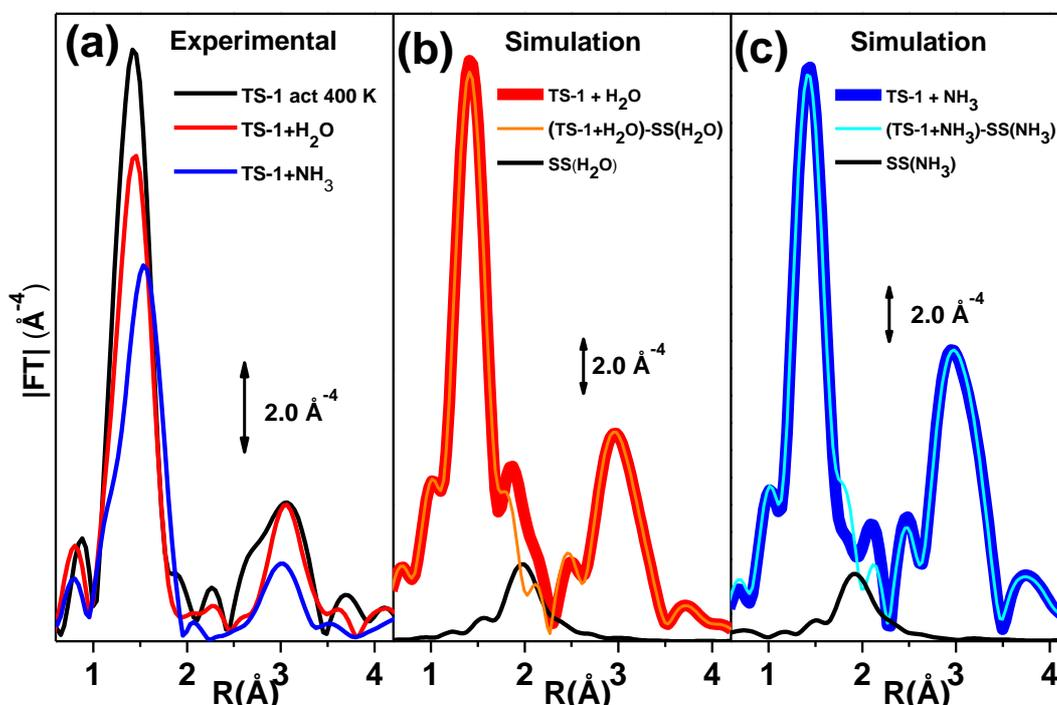 (a) Experimental
TS-1 act 400 K
TS-1+H₂O
TS-1+NH₃
2.0 Å⁻⁴
|FT| (Å⁻⁴)
1 2 3 4
R(Å)
(b) Simulation
TS-1 + H₂O
(TS-1+H₂O)-SS(H₂O)
SS(H₂O)
2.0 Å⁻⁴
1 2 3 4
R(Å)
(c) Simulation
TS-1 + NH₃
(TS-1+NH₃)-SS(NH₃)
SS(NH₃)
2.0 Å⁻⁴
1 2 3 4
R(Å)